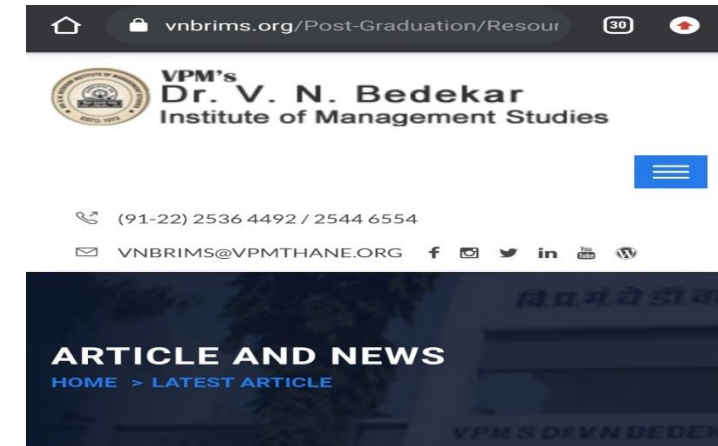 vnbrims.org/Post-Graduation/Resour
30
VPM's
Dr. V. N. Bedekar
Institute of Management Studies
(91-22) 2536 4492 / 2544 6554
VNBRIMS@VPMTHANE.ORG
ARTICLE AND NEWS
HOME > LATEST ARTICLE